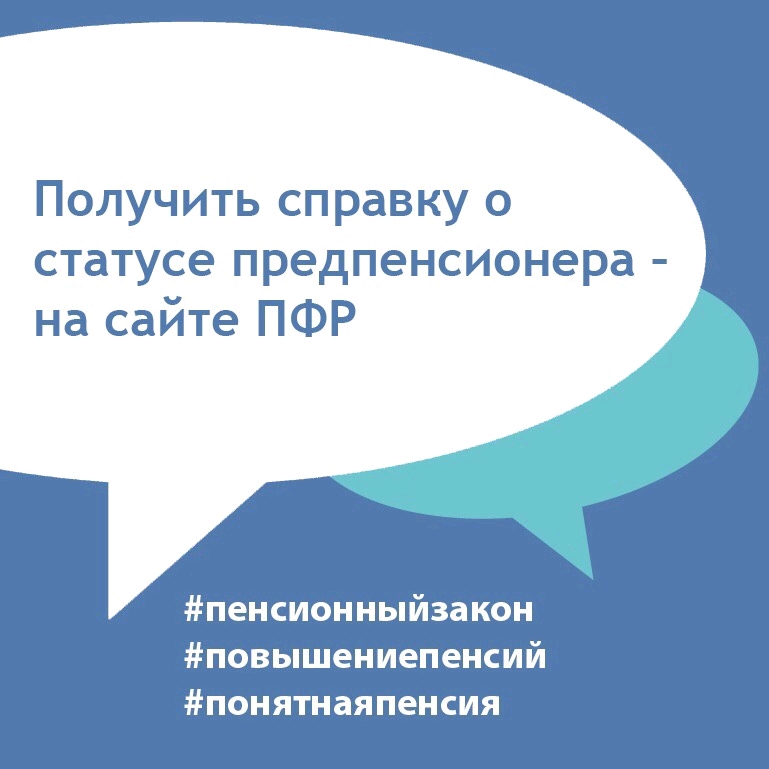 Получить справку о
статусе предпенсионера –
на сайте ПФР
#пенсионныйзакон
#повышениепенсий
#понятнаяпенсия